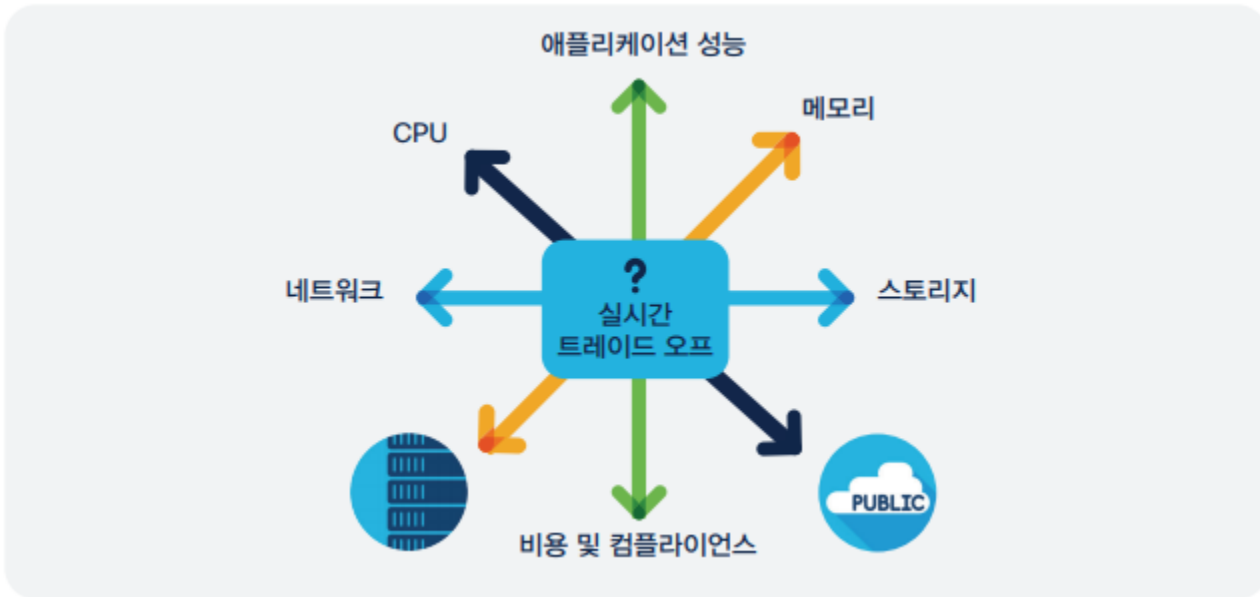 애플리케이션 성능
메모리
CPU
네트워크
?
실시간
트레이드 오프
스토리지
PUBLIC
비용 및 컴플라이언스